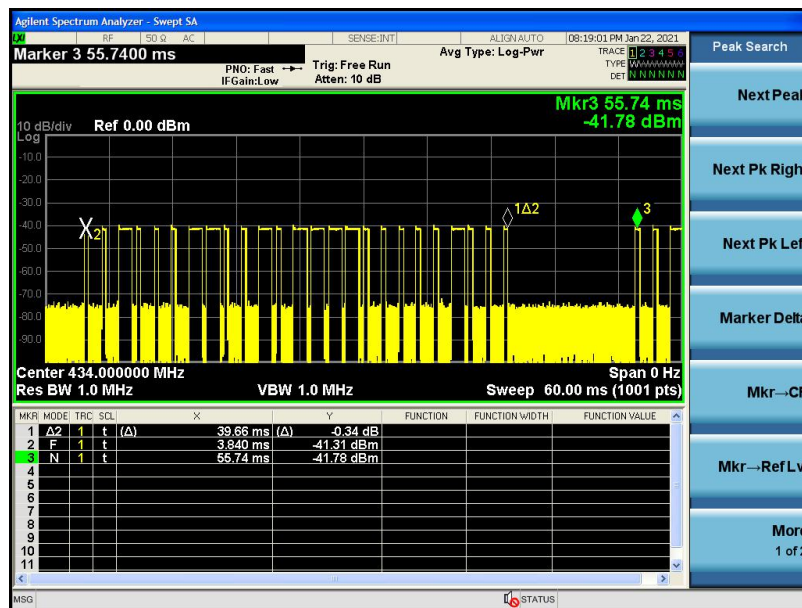 Agilent Spectrum Analyzer - Swept SA
LXI RF 50 Ω AC SENSE:INT ALIGN AUTO 08:19:01 PM Jan 22, 2021
Marker 3 55.7400 ms
PNO: Fast
IFGain:Low
Trig: Free Run
Atten: 10 dB
Avg Type: Log-Pwr
TRACE 1 2 3 4 5 6
TYPE
DET N N N N N N
Mkr3 55.74 ms
-41.78 dBm
10 dB/div Ref 0.00 dBm
Log
-10.0
-20.0
-30.0
-40.0
-50.0
-60.0
-70.0
-80.0
-90.0
X2
1Δ2
3
Center 434.000000 MHz Span 0 Hz
Res BW 1.0 MHz VBW 1.0 MHz Sweep 60.00 ms (1001 pts)
MKR MODE TRC SCL X Y FUNCTION FUNCTION WIDTH FUNCTION VALUE
1 Δ2 1 t (Δ) 39.66 ms (Δ) -0.34 dB
2 F 1 t 3.840 ms -41.31 dBm
3 N 1 t 55.74 ms -41.78 dBm
4
5
6
7
8
9
10
11
MSG STATUS
Peak Search
Next Peak
Next Pk Righ
Next Pk Lef
Marker Delta
Mkr→C
Mkr→Ref Lv
More
1 of 2